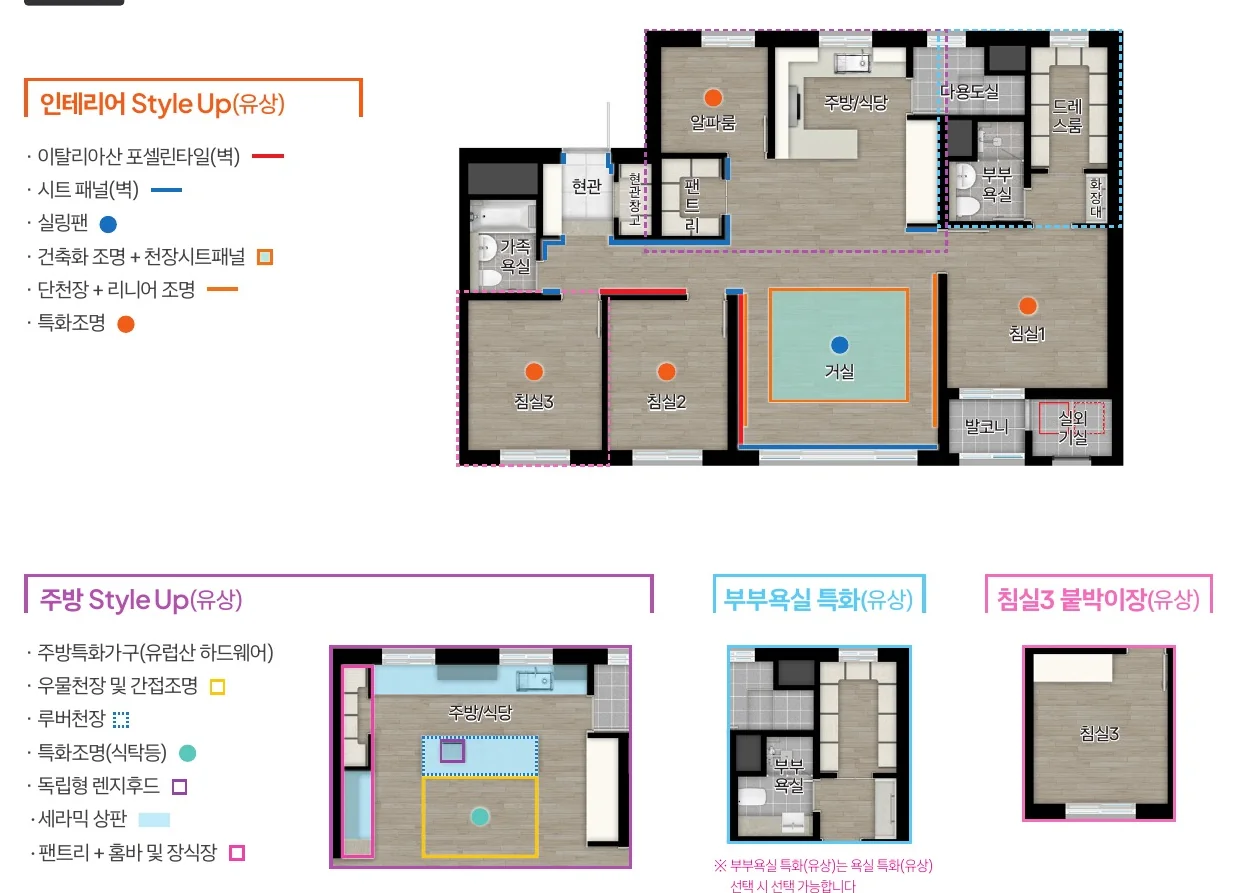 인테리어 Style Up(유상)
· 이탈리아산 포셀린타일(벽)
· 시트 패널(벽)
· 실링팬
· 건축화 조명 + 천장시트패널
· 단천장 + 리니어 조명
· 특화조명
알파룸
주방/식당
다용도실
드레
스룸
현관
현관창고
팬트리
부부
욕실
화장대
가족
욕실
침실3
침실2
거실
침실1
발코니
실외
기실
주방 Style Up(유상)
· 주방특화가구(유럽산 하드웨어)
· 우물천장 및 간접조명
· 루버천장
· 특화조명(식탁등)
· 독립형 렌지후드
· 세라믹 상판
· 팬트리 + 홈바 및 장식장
주방/식당
부부욕실 특화(유상)
부부
욕실
※ 부부욕실 특화(유상)는 욕실 특화(유상)
선택 시 선택 가능합니다
침실3 붙박이장(유상)
침실3